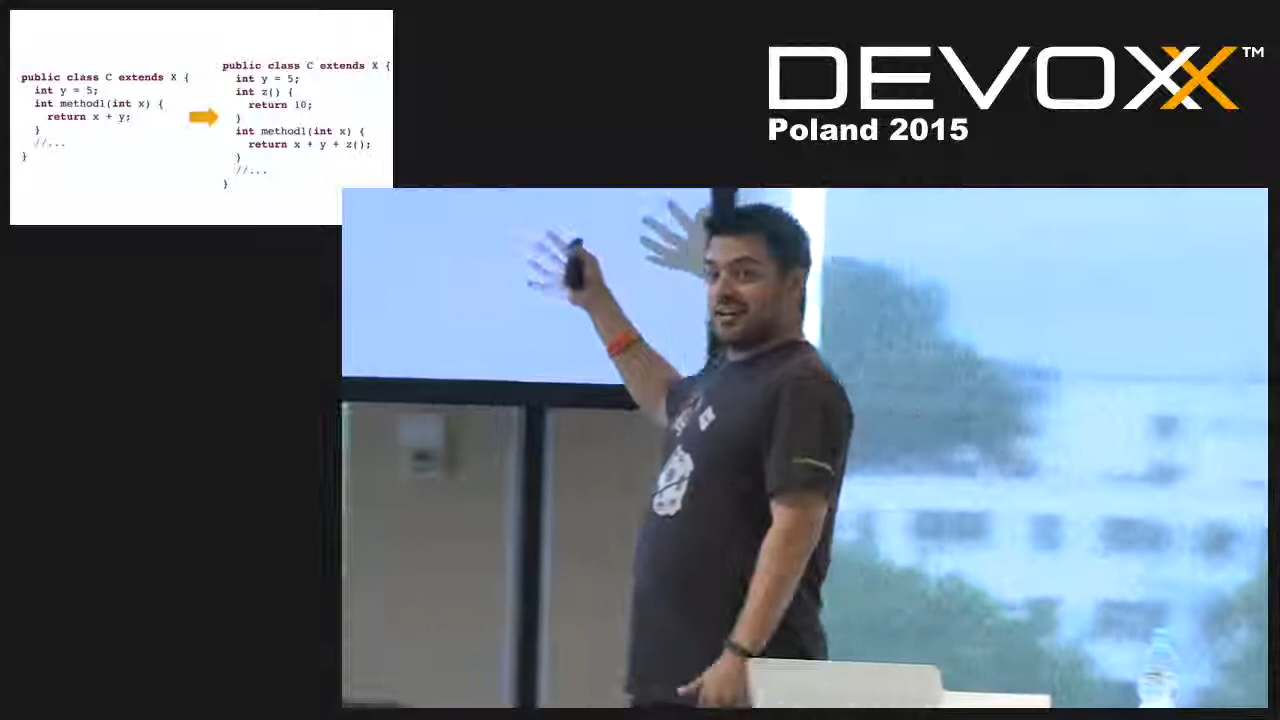 public class C extends X {
  int y = 5;
  int method1(int x) {
    return x + y;
  }
  //...
}
public class C extends X {
  int y = 5;
  int z() {
    return 10;
  }
  int method1(int x) {
    return x + y + z();
  }
  //...
}
DEVOXX™
Poland 2015